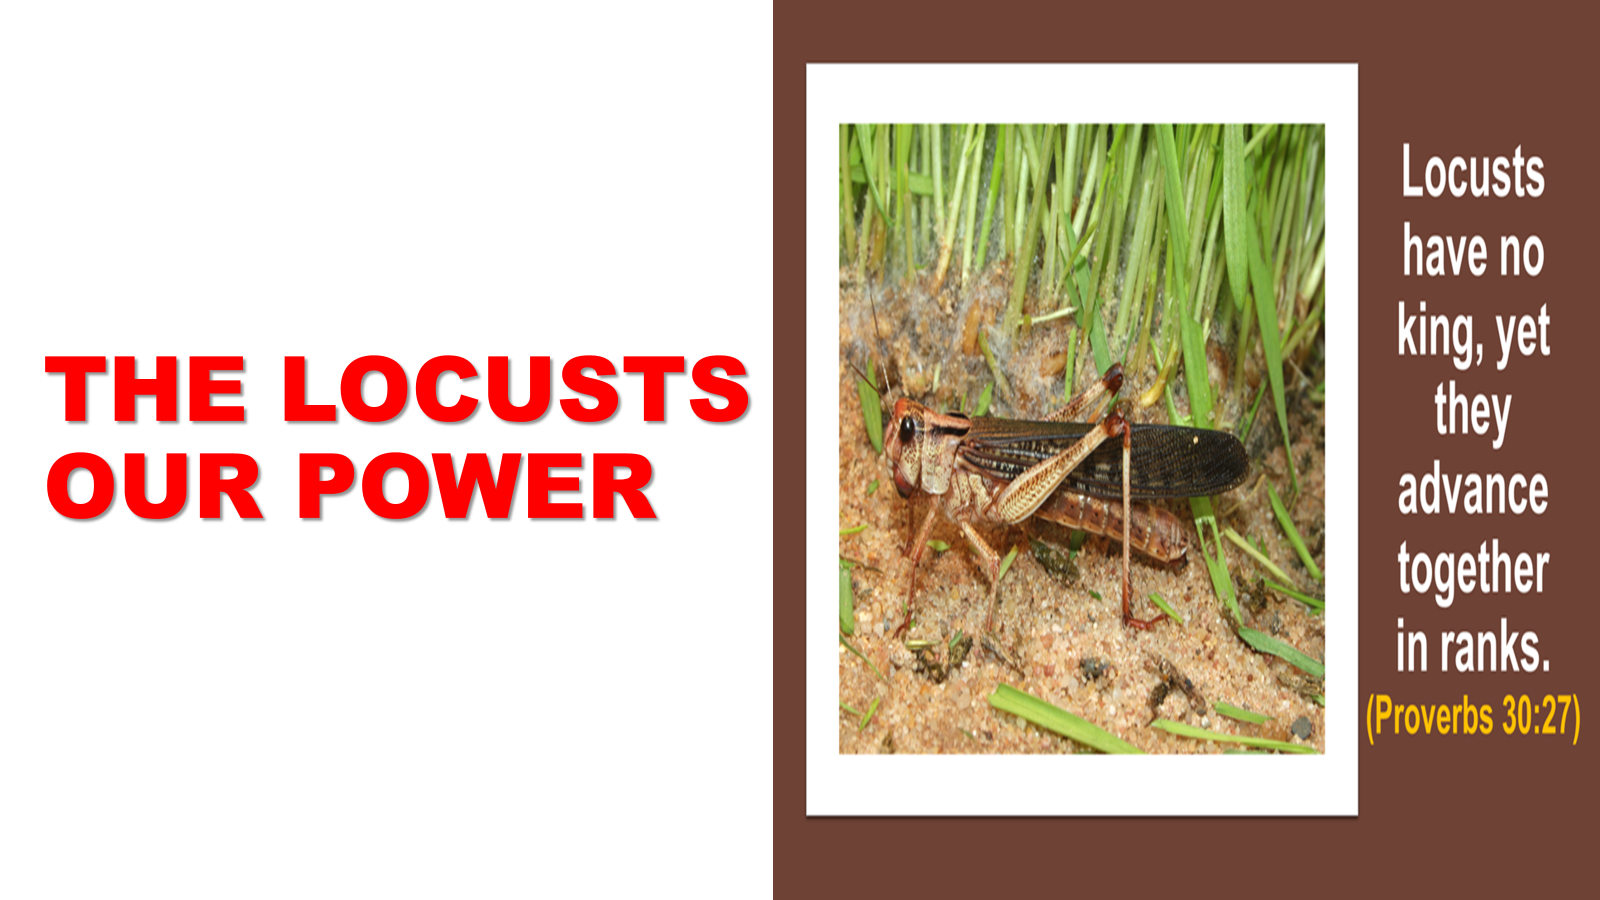 THE LOCUSTS
OUR POWER
Locusts
have no
king, yet
they
advance
together
in ranks.
(Proverbs 30:27)